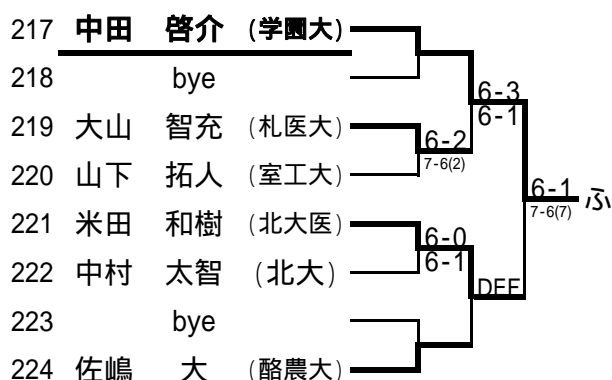 217 中田 啓介 (学園大)
218 bye
6-3
6-1
219 大山 智充 (札医大)
6-2
7-6(2)
220 山下 拓人 (室工大)
6-1
7-6(7)
ふ
221 米田 和樹 (北大医)
6-0
6-1
222 中村 太智 (北大)
DEF
223 bye
224 佐嶋 大 (酪農大)